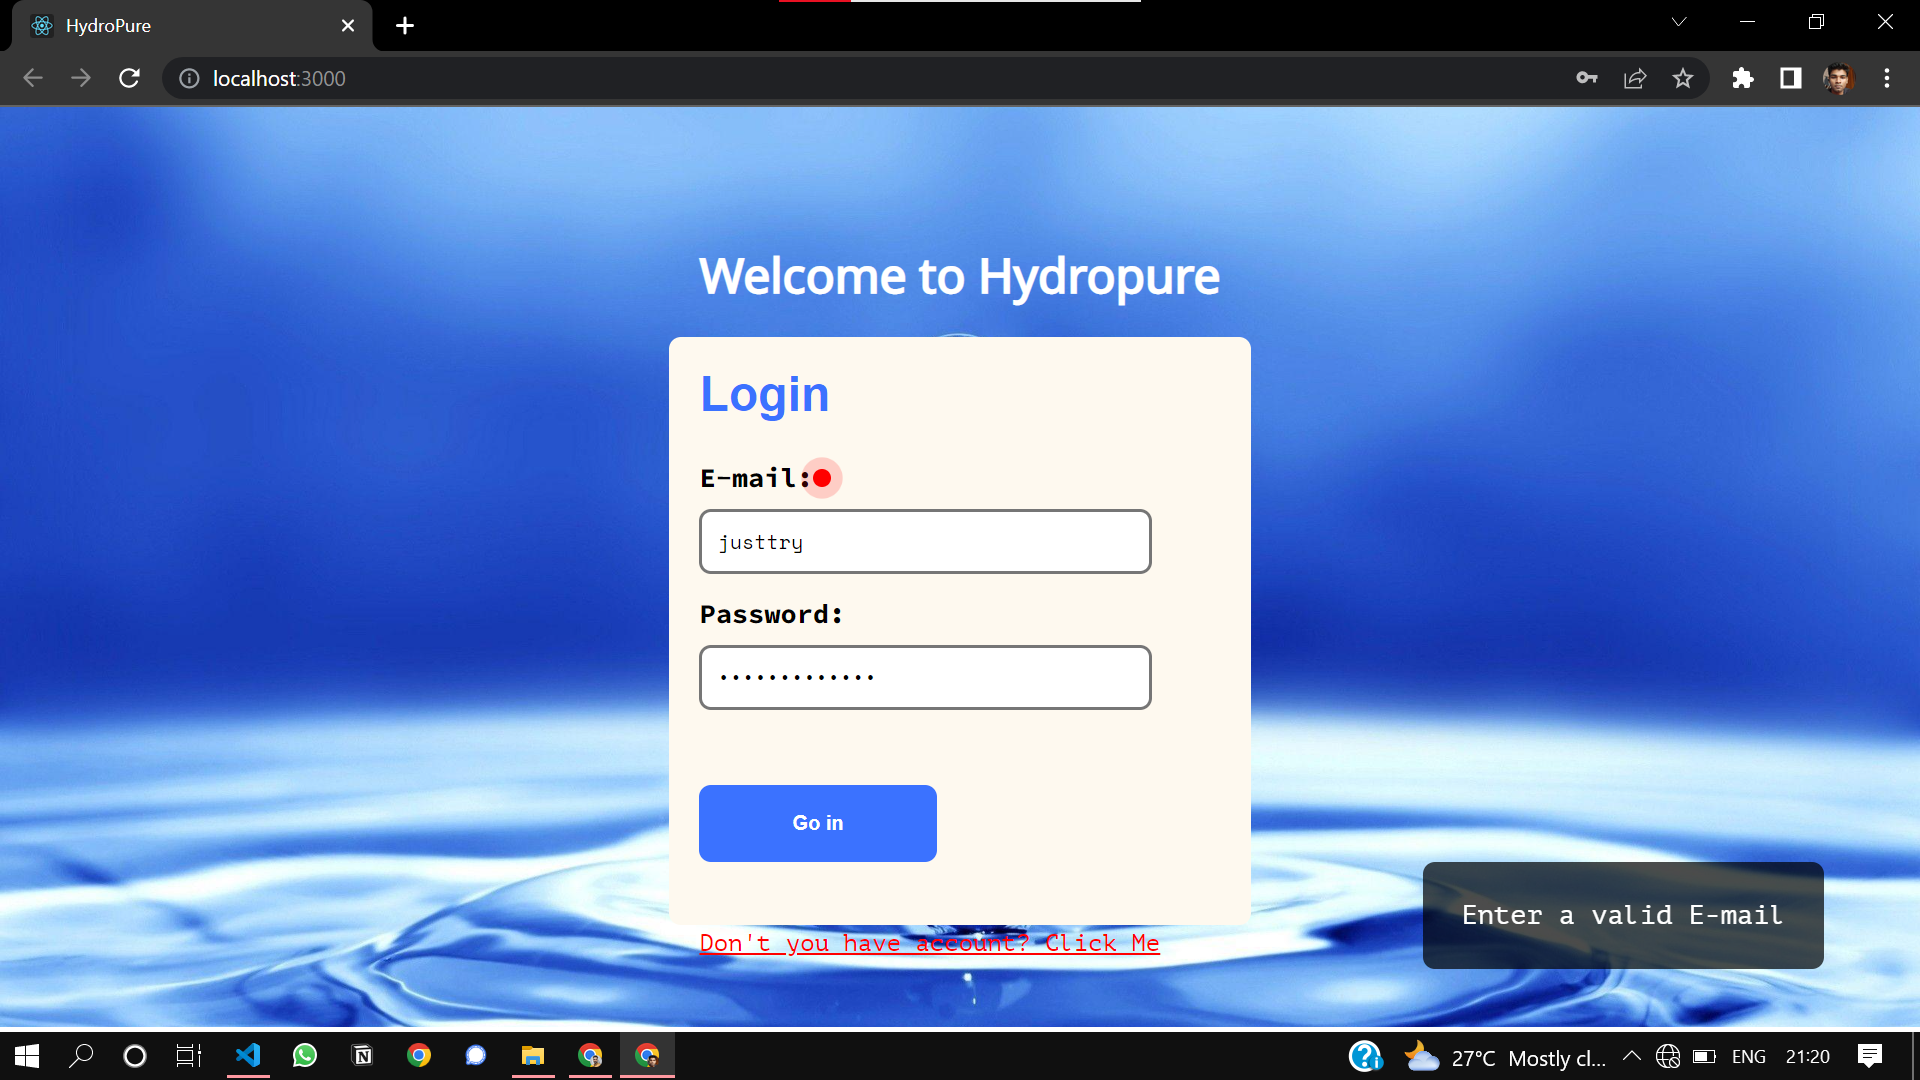 HydroPure
localhost:3000
Welcome to Hydropure
Login
E-mail:
justtry
Password:
•••••••••••••
Go in
Don't you have account? Click Me
Enter a valid E-mail
27°C Mostly cl...
ENG
21:20